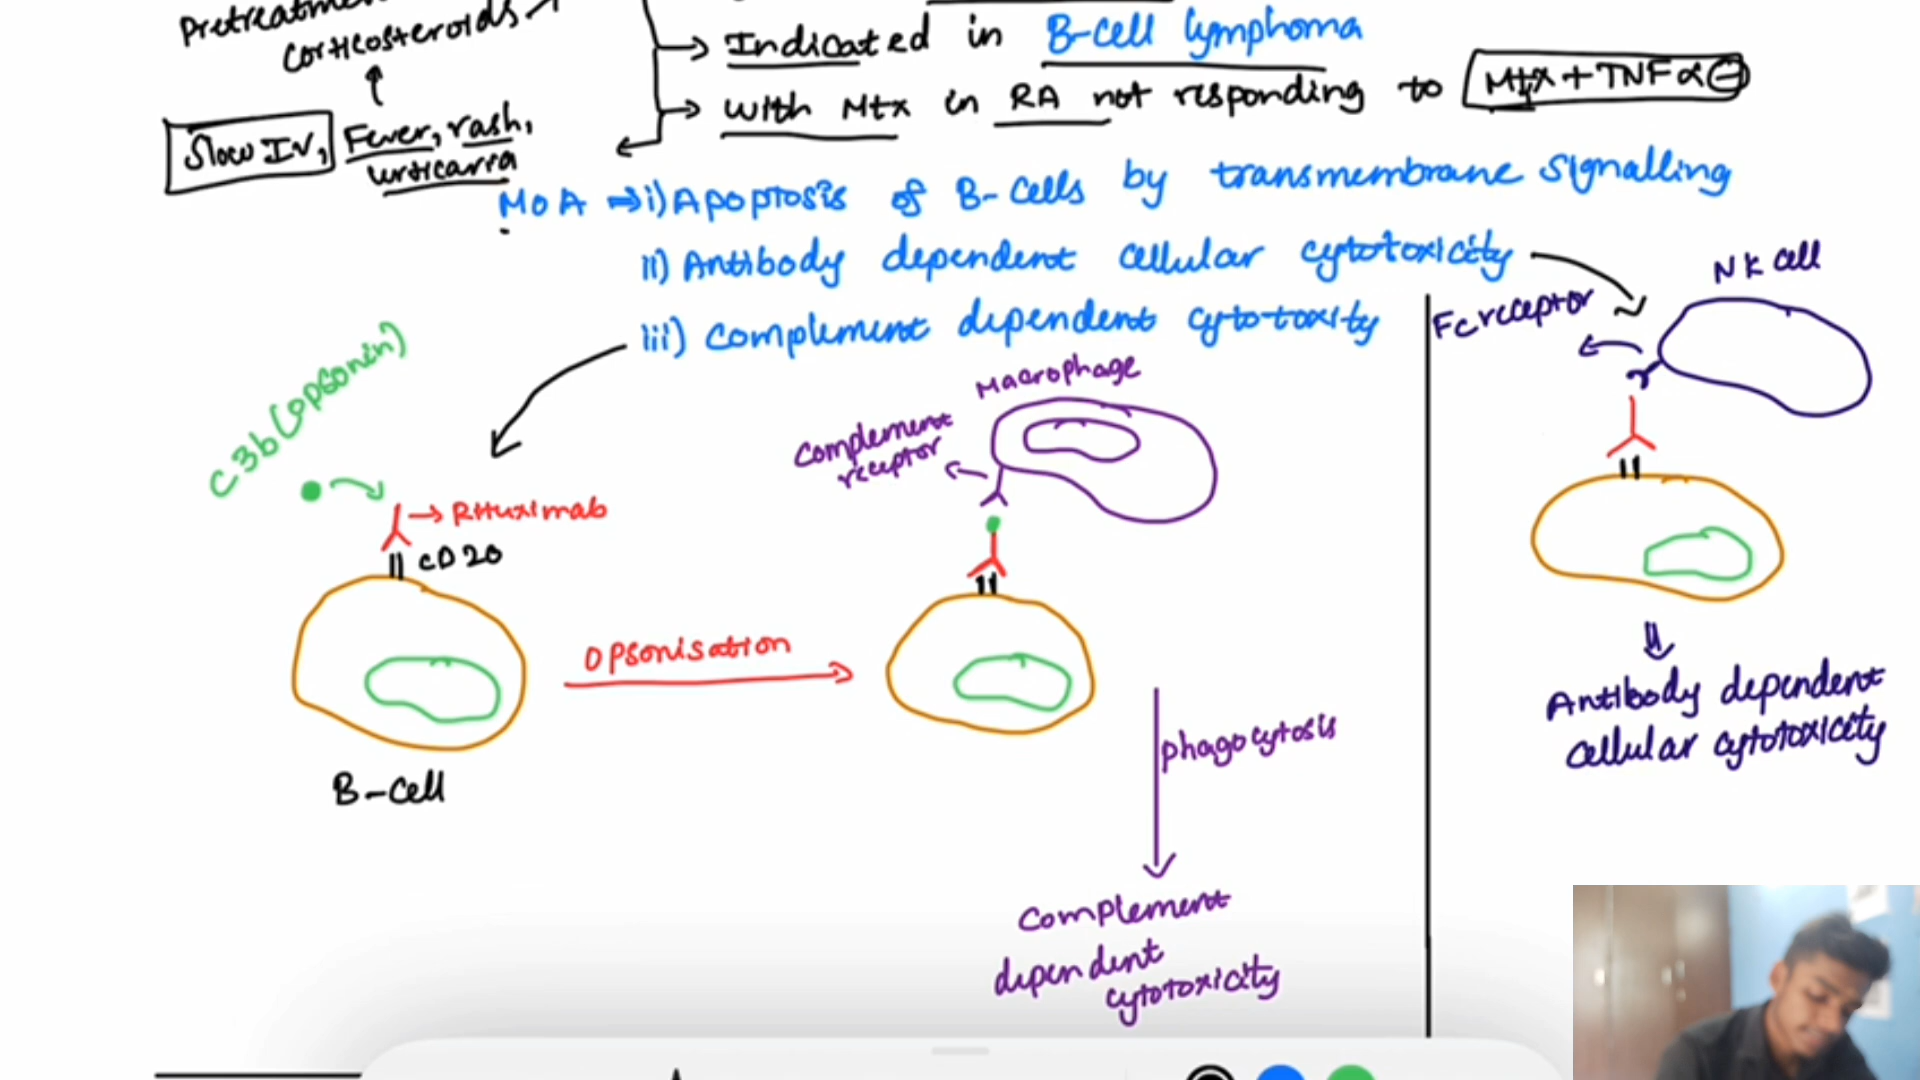 corticosteroids
Indicated in B-cell lymphoma
Slow IV, Fever, rash,
urticaria
with Mtx in RA not responding to Mtx + TNF α ⊖
MOA ⇒ i) Apoptosis of B-cells by transmembrane signalling
ii) Antibody dependent cellular cytotoxicity
iii) complement dependent cytotoxity
NK cell
Fc receptor
C3b (opsonin)
Macrophage
complement
receptor
→ Rituximab
CD20
opsonisation
B-cell
phagocytosis
complement
dependent
cytotoxicity
Antibody dependent
cellular cytotoxicity